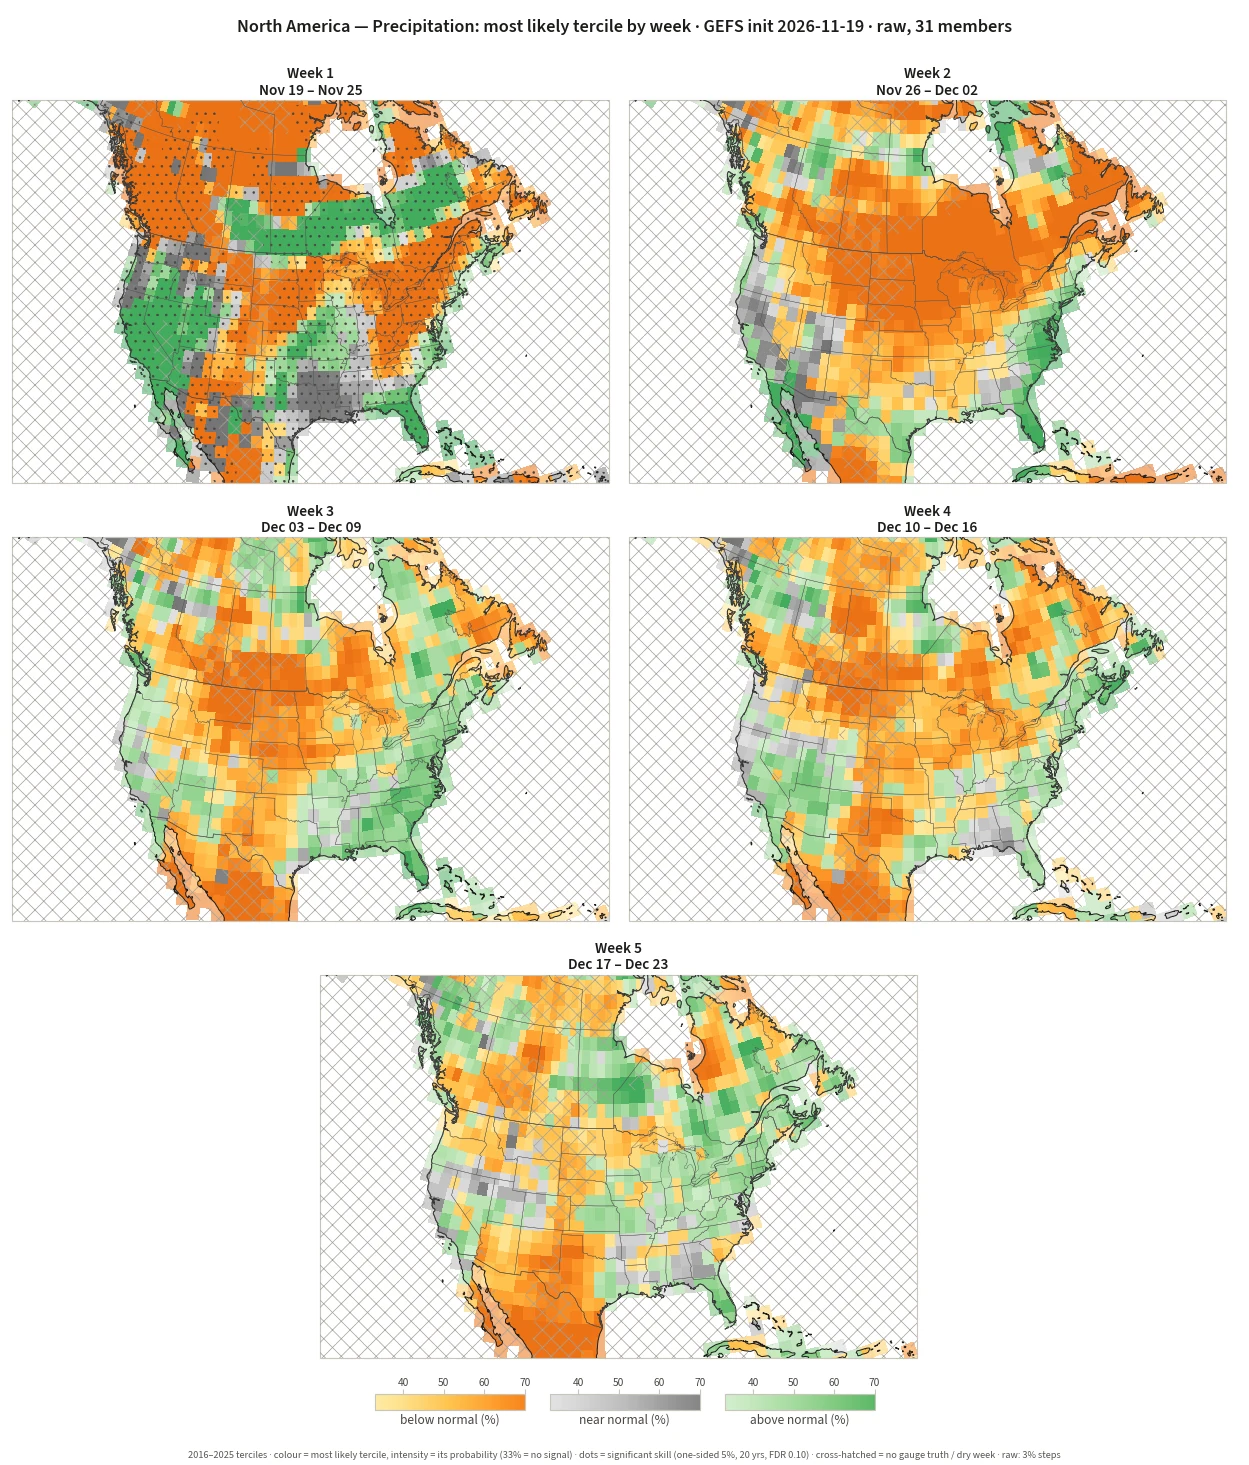 North America — Precipitation: most likely tercile by week · GEFS init 2026-11-19 · raw, 31 members
Week 1
Nov 19 – Nov 25
Week 2
Nov 26 – Dec 02
Week 3
Dec 03 – Dec 09
Week 4
Dec 10 – Dec 16
Week 5
Dec 17 – Dec 23
40 50 60 70
below normal (%)
40 50 60 70
near normal (%)
40 50 60 70
above normal (%)
2016–2025 terciles · colour = most likely tercile, intensity = its probability (33% = no signal) · dots = significant skill (one-sided 5%, 20 yrs, FDR 0.10) · cross-hatched = no gauge truth / dry week · raw: 3% steps